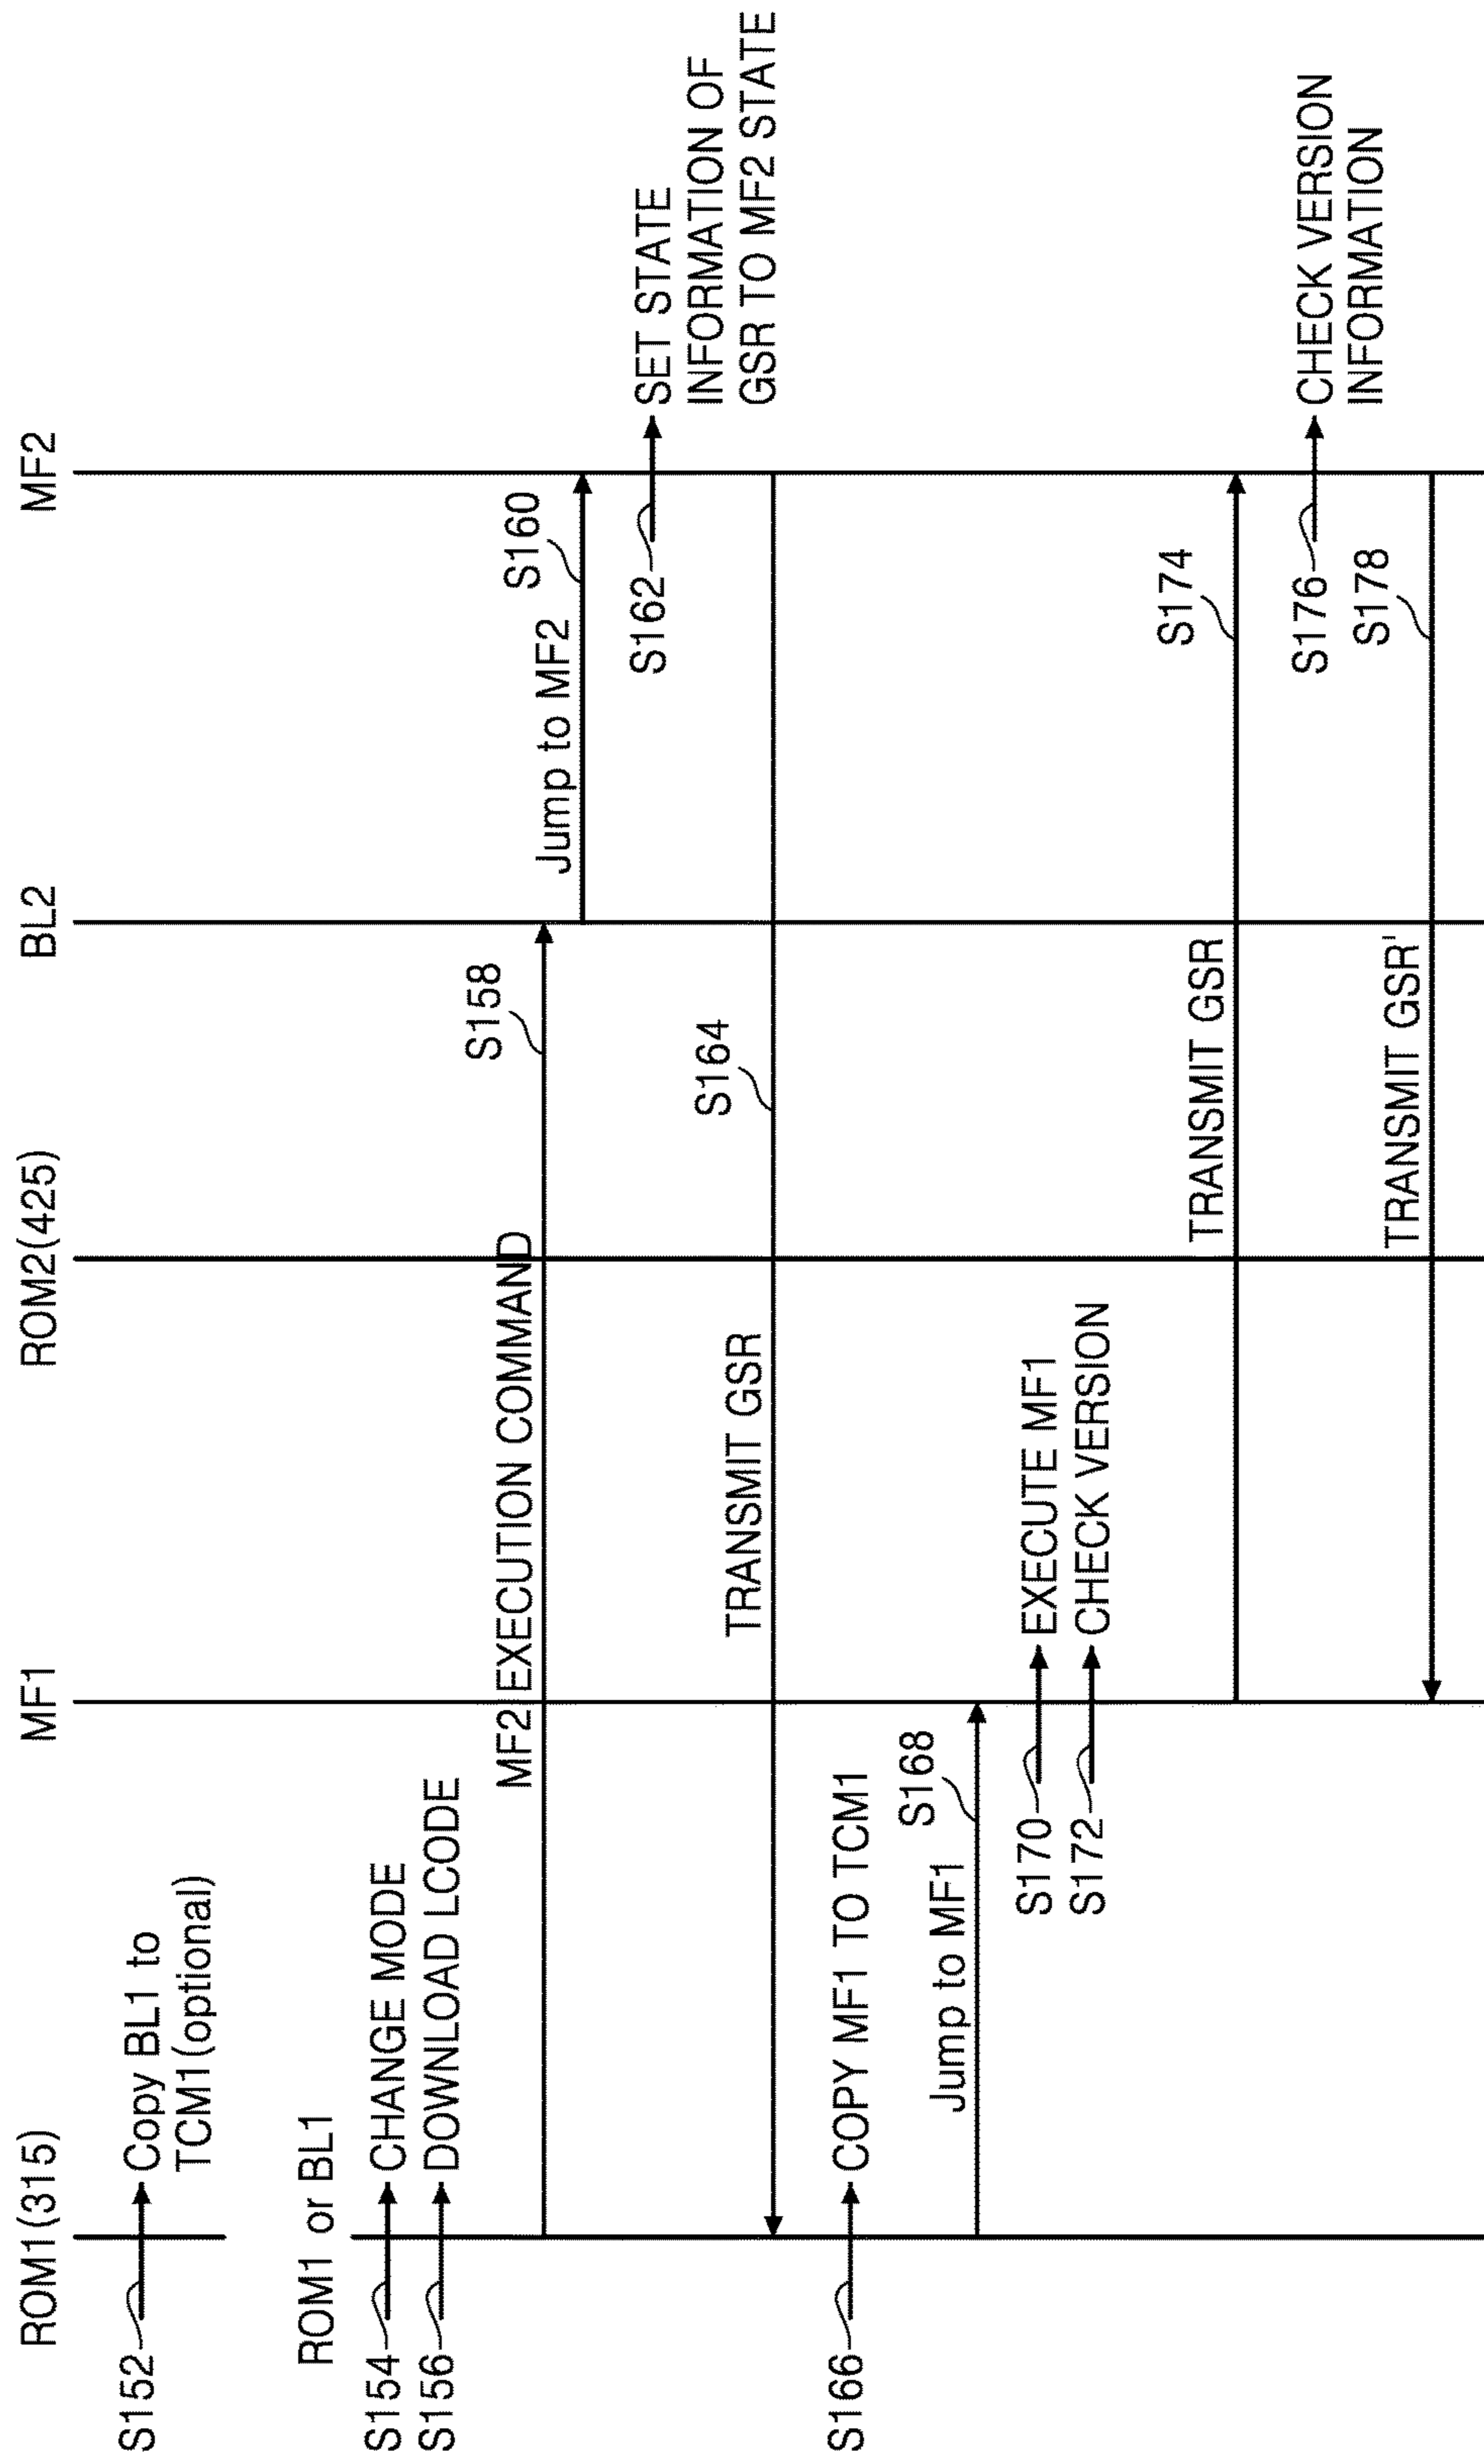 ROM1(315)
MF1
ROM2(425)
BL2
MF2
S152
Copy BL1 to
TCM1(optional)
ROM1 or BL1
S154
CHANGE MODE
S156
DOWNLOAD LCODE
MF2 EXECUTION COMMAND
S158
Jump to MF2
S160
S162
SET STATE
INFORMATION OF
GSR TO MF2 STATE
TRANSMIT GSR
S164
S166
COPY MF1 TO TCM1
Jump to MF1
S168
S170
EXECUTE MF1
S172
CHECK VERSION
TRANSMIT GSR
S174
S176
CHECK VERSION
INFORMATION
TRANSMIT GSR'
S178